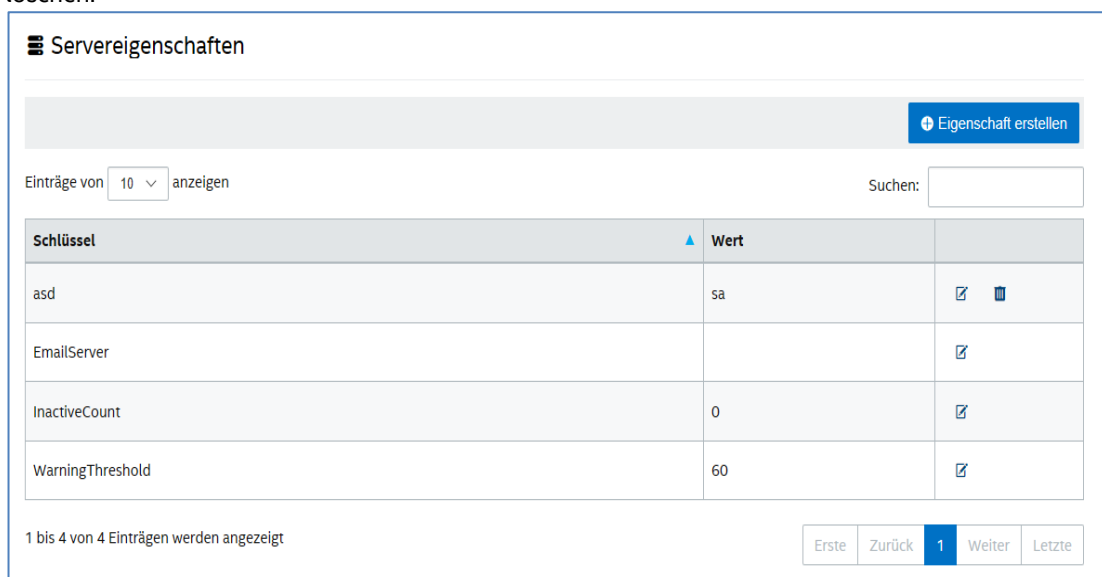 löschen.
Servereigenschaften
Eigenschaft erstellen
Einträge von 10 anzeigen Suchen:
Schlüssel Wert
asd sa
EmailServer
InactiveCount 0
WarningThreshold 60
1 bis 4 von 4 Einträgen werden angezeigt Erste Zurück 1 Weiter Letzte